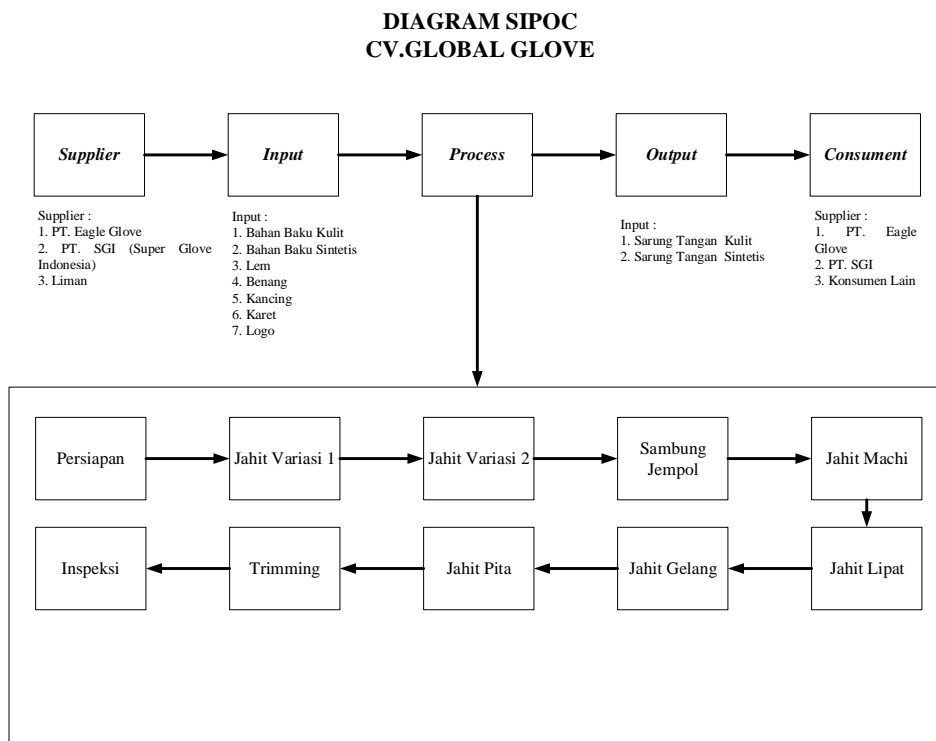 DIAGRAM SIPOC
CV.GLOBAL GLOVE
Supplier
Input
Process
Output
Consument
Supplier :
1. PT. Eagle Glove
2. PT. SGI (Super Glove
Indonesia)
3. Liman
Input :
1. Bahan Baku Kulit
2. Bahan Baku Sintetis
3. Lem
4. Benang
5. Kancing
6. Karet
7. Logo
Input :
1. Sarung Tangan Kulit
2. Sarung Tangan Sintetis
Supplier :
1. PT. Eagle
Glove
2. PT. SGI
3. Konsumen Lain
Persiapan
Jahit Variasi 1
Jahit Variasi 2
Sambung
Jempol
Jahit Machi
Inspeksi
Trimming
Jahit Pita
Jahit Gelang
Jahit Lipat